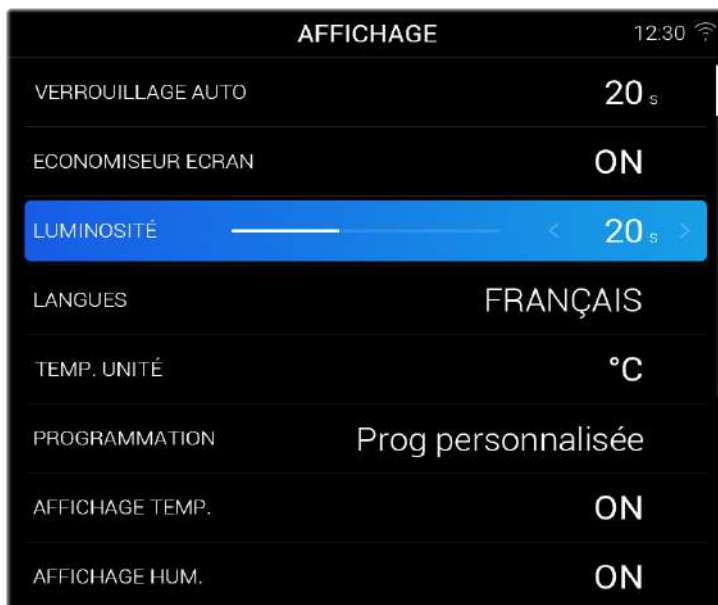 AFFICHAGE 12:30
VERROUILLAGE AUTO 20 s
ECONOMISEUR ECRAN ON
LUMINOSITÉ < 20 s >
LANGUES FRANÇAIS
TEMP. UNITÉ °C
PROGRAMMATION Prog personnalisée
AFFICHAGE TEMP. ON
AFFICHAGE HUM. ON